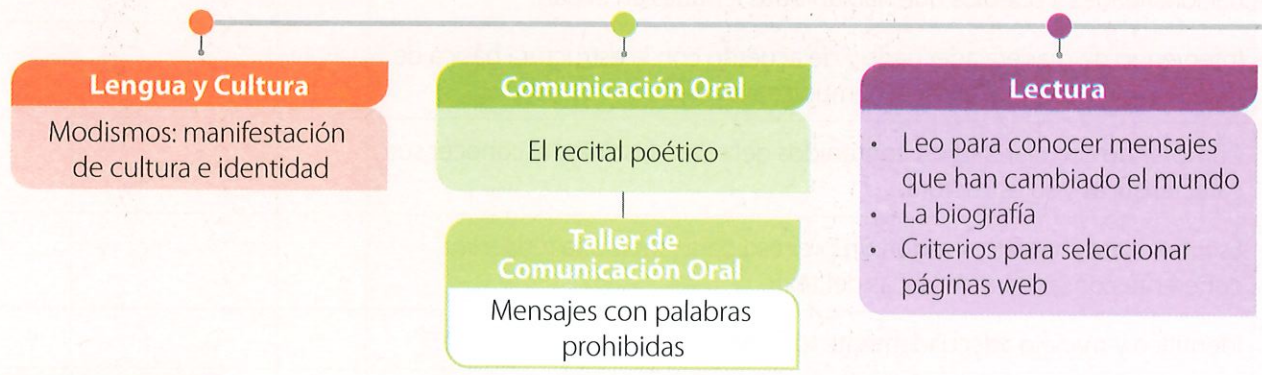 Lengua y Cultura
Modismos: manifestación
de cultura e identidad
Comunicación Oral
El recital poético
Taller de
Comunicación Oral
Mensajes con palabras
prohibidas
Lectura
• Leo para conocer mensajes
que han cambiado el mundo
• La biografía
• Criterios para seleccionar
páginas web